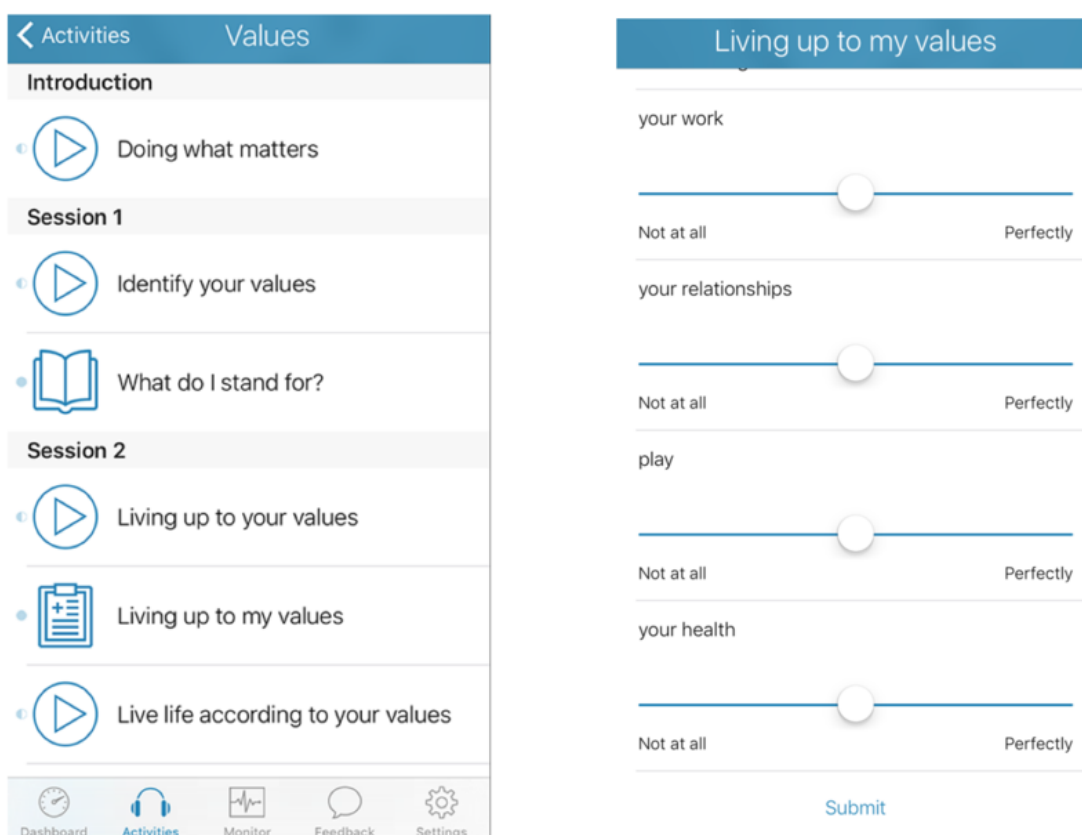 Activities
Values
Introduction
Doing what matters
Session 1
Identify your values
What do I stand for?
Session 2
Living up to your values
Living up to my values
Live life according to your values
Dashboard
Activities
Monitor
Feedback
Settings
Living up to my values
your work
Not at all
Perfectly
your relationships
Not at all
Perfectly
play
Not at all
Perfectly
your health
Not at all
Perfectly
Submit